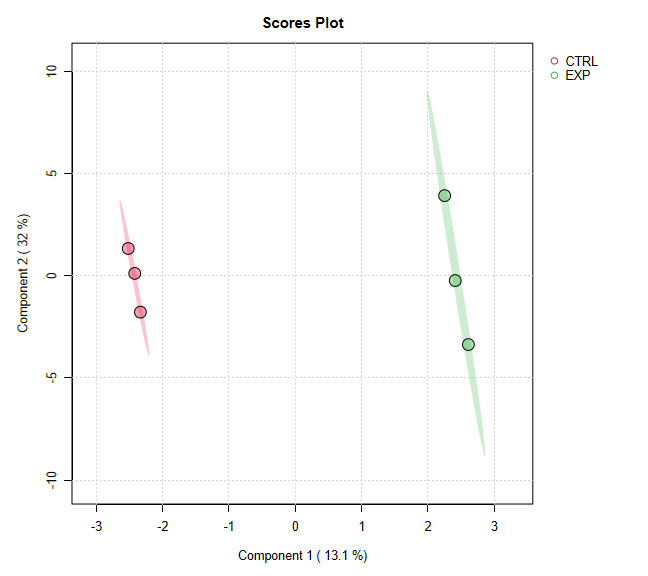 Scores Plot
CTRL
EXP
10
5
0
-5
-10
Component 2 ( 32 %)
-3 -2 -1 0 1 2 3
Component 1 ( 13.1 %)